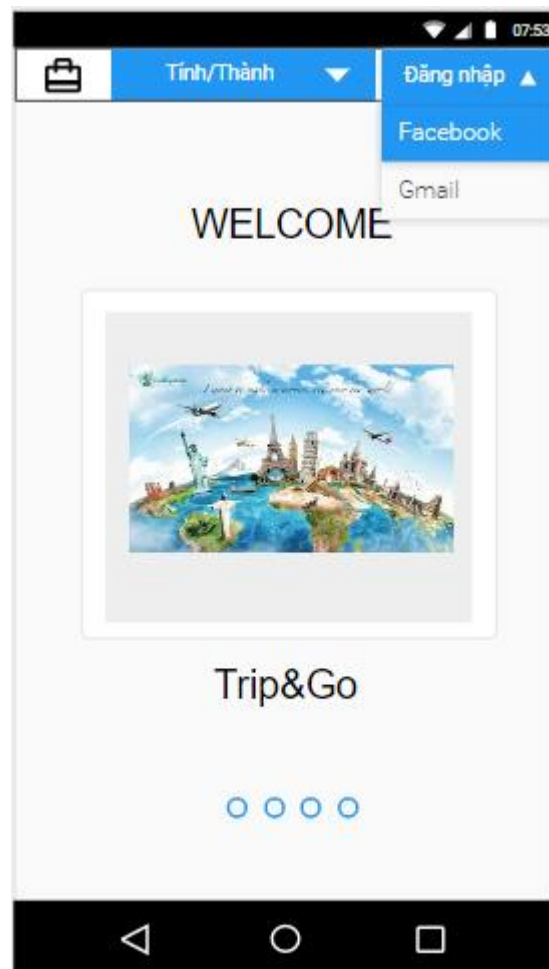 07:53
Tỉnh/Thành
Đăng nhập
Facebook
Gmail
WELCOME
Trip&Go